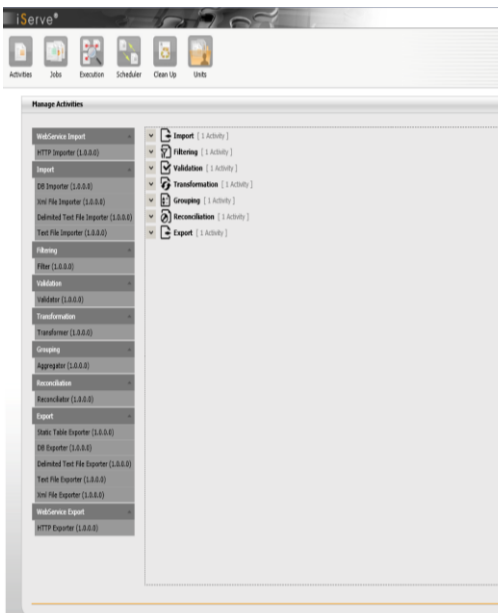 iServe®
Activities Jobs Execution Scheduler Clean Up Units
Manage Activities
WebService Import
HTTP Importer (1.0.0.0)
Import
DB Importer (1.0.0.0)
Xml File Importer (1.0.0.0)
Delimited Text File Importer (1.0.0.0)
Text File Importer (1.0.0.0)
Filtering
Filter (1.0.0.0)
Validation
Validator (1.0.0.0)
Transformation
Transformer (1.0.0.0)
Grouping
Aggregator (1.0.0.0)
Reconciliation
Reconciliator (1.0.0.0)
Export
Static Table Exporter (1.0.0.0)
DB Exporter (1.0.0.0)
Delimited Text File Exporter (1.0.0.0)
Text File Exporter (1.0.0.0)
Xml File Exporter (1.0.0.0)
WebService Export
HTTP Exporter (1.0.0.0)
Import [ 1 Activity ]
Filtering [ 1 Activity ]
Validation [ 1 Activity ]
Transformation [ 1 Activity ]
Grouping [ 1 Activity ]
Reconciliation [ 1 Activity ]
Export [ 1 Activity ]